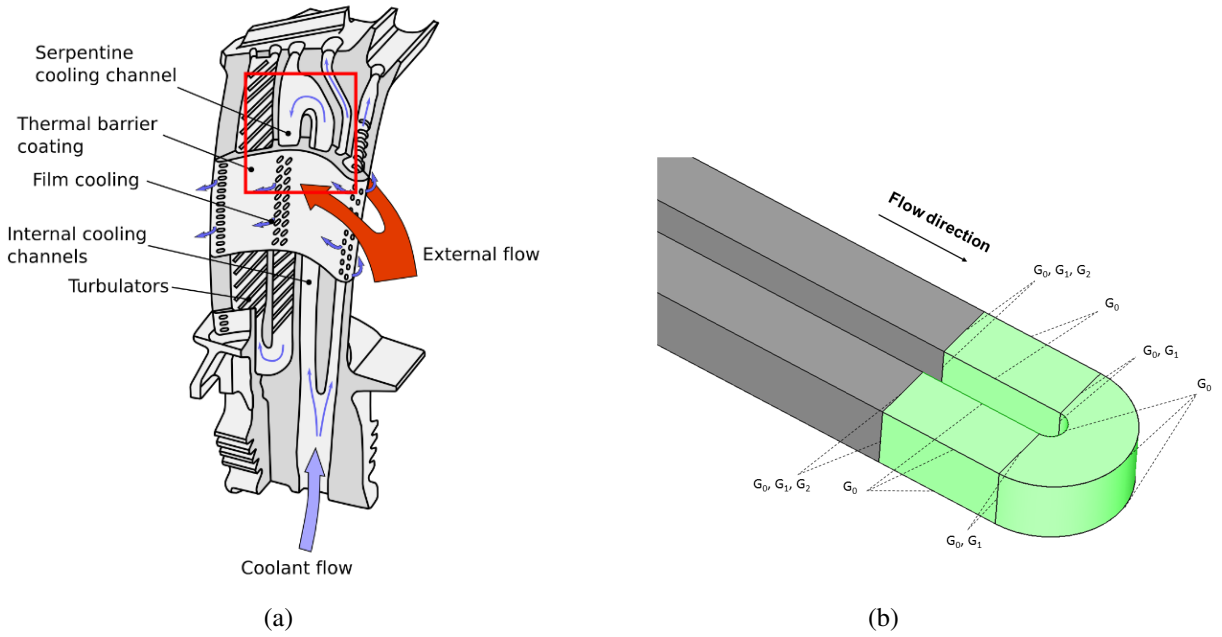 Serpentine
cooling channel
Thermal barrier
coating
Film cooling
Internal cooling
channels
Turbulators
External flow
Coolant flow
(a)
Flow direction
G₀, G₁, G₂
G₀
G₀, G₁
G₀
G₀, G₁, G₂
G₀
G₀, G₁
(b)